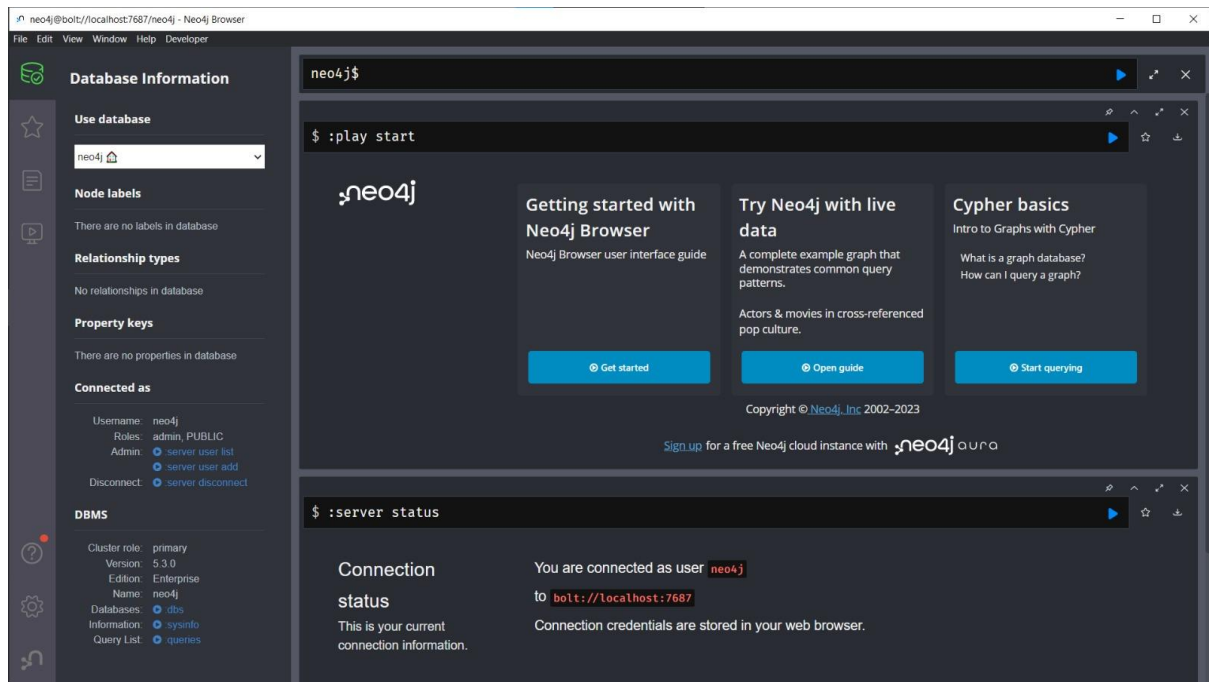 neo4j@bolt://localhost:7687/neo4j - Neo4j Browser
File Edit View Window Help Developer
Database Information
Use database
neo4j
Node labels
There are no labels in database
Relationship types
No relationships in database
Property keys
There are no properties in database
Connected as
Username: neo4j
Roles: admin, PUBLIC
Admin: :server user list
:server user add
Disconnect: :server disconnect
DBMS
Cluster role: primary
Version: 5.3.0
Edition: Enterprise
Name: neo4j
Databases: :dbs
Information: :sysinfo
Query List: :queries
neo4j$
$ :play start
neo4j
Getting started with
Neo4j Browser
Neo4j Browser user interface guide
Get started
Try Neo4j with live
data
A complete example graph that
demonstrates common query
patterns.
Actors & movies in cross-referenced
pop culture.
Open guide
Cypher basics
Intro to Graphs with Cypher
What is a graph database?
How can I query a graph?
Start querying
Copyright © Neo4j, Inc 2002–2023
Sign up for a free Neo4j cloud instance with neo4j aura
$ :server status
Connection
status
This is your current
connection information.
You are connected as user neo4j
to bolt://localhost:7687
Connection credentials are stored in your web browser.